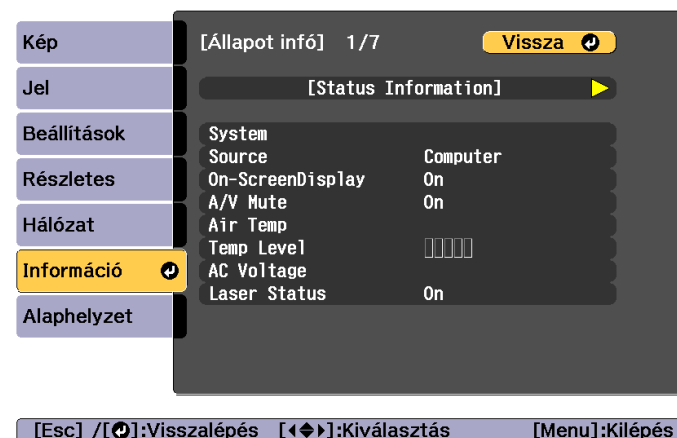 Kép
Jel
Beállítások
Részletes
Hálózat
Információ
Alaphelyzet
[Állapot infó] 1/7
Vissza
[Status Information]
System
Source Computer
On-ScreenDisplay On
A/V Mute On
Air Temp
Temp Level
AC Voltage
Laser Status On
[Esc] /[ ]:Visszalépés [ ]:Kiválasztás [Menu]:Kilépés